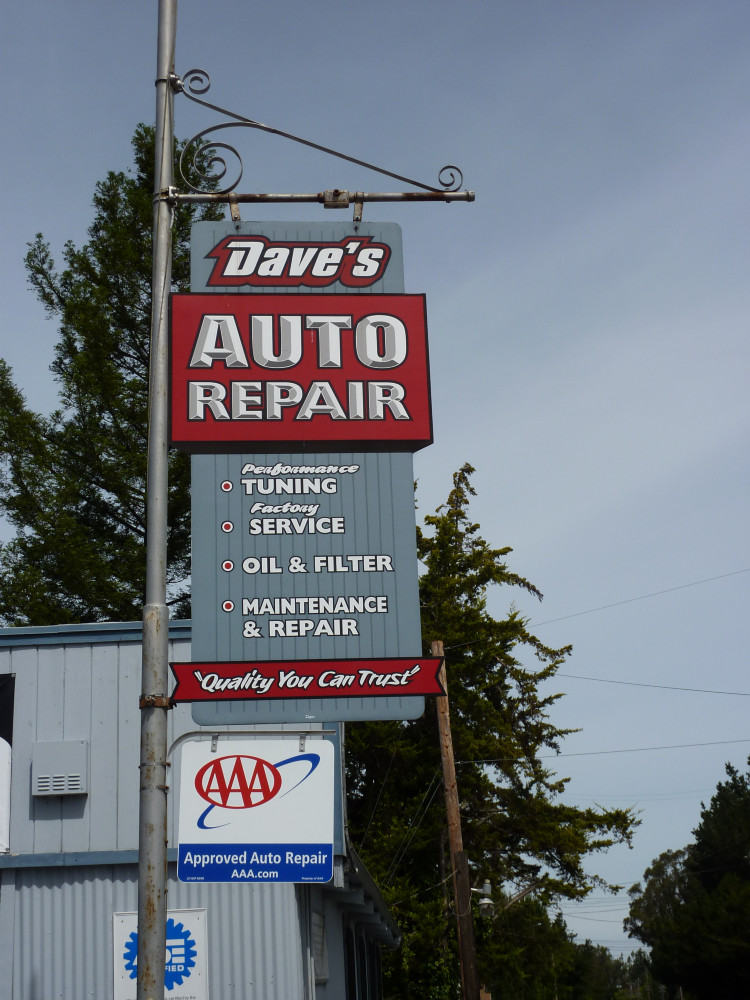 Dave's
AUTO
REPAIR
Performance
TUNING
Factory
SERVICE
OIL & FILTER
MAINTENANCE
& REPAIR
"Quality You Can Trust"
AAA
Approved Auto Repair
AAA.com